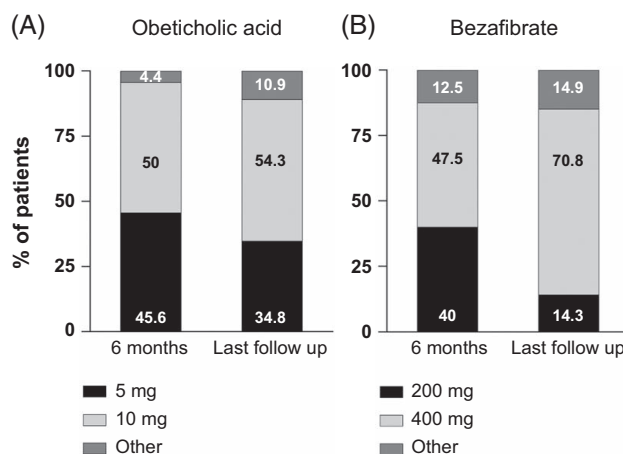 (A) Obeticholic acid
% of patients
100
75
50
25
0
4.4
50
45.6
10.9
54.3
34.8
6 months Last follow up
5 mg
10 mg
Other
(B) Bezafibrate
100
75
50
25
0
12.5
47.5
40
14.9
70.8
14.3
6 months Last follow up
200 mg
400 mg
Other